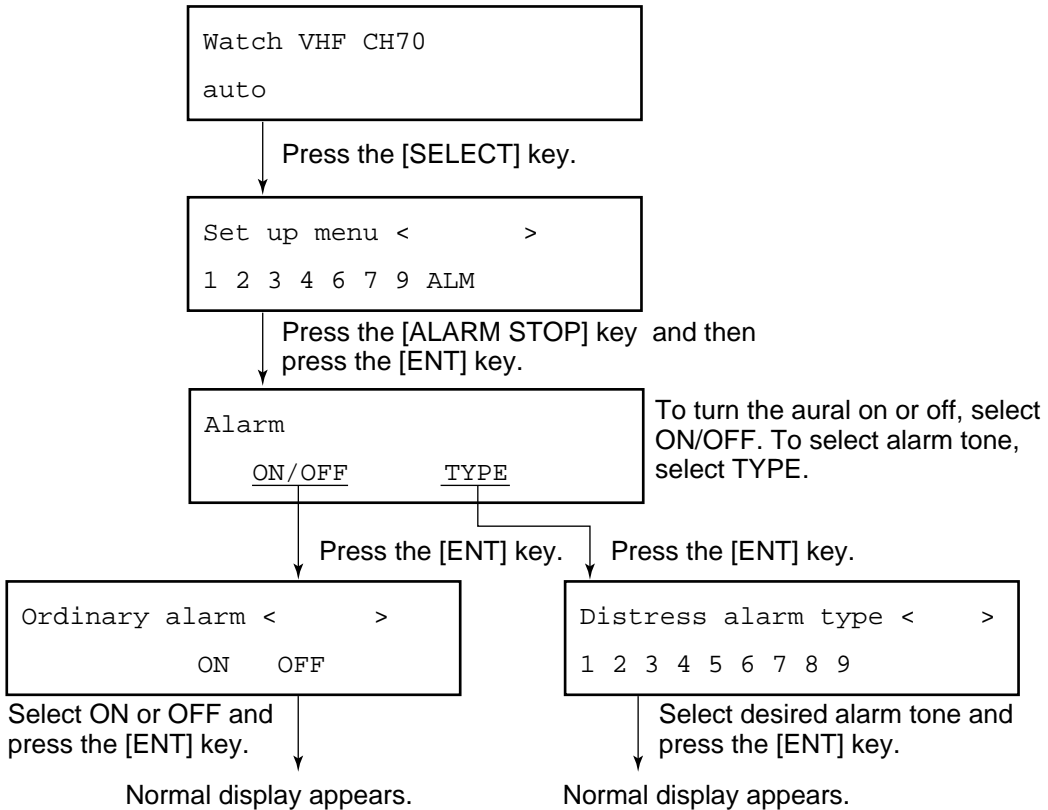 Watch VHF CH70
auto
Press the [SELECT] key.
Set up menu < >
1 2 3 4 6 7 9 ALM
Press the [ALARM STOP] key and then
press the [ENT] key.
Alarm
ON/OFF TYPE
To turn the aural on or off, select
ON/OFF. To select alarm tone,
select TYPE.
Press the [ENT] key.
Press the [ENT] key.
Ordinary alarm < >
ON OFF
Distress alarm type < >
1 2 3 4 5 6 7 8 9
Select ON or OFF and
press the [ENT] key.
Select desired alarm tone and
press the [ENT] key.
Normal display appears.
Normal display appears.